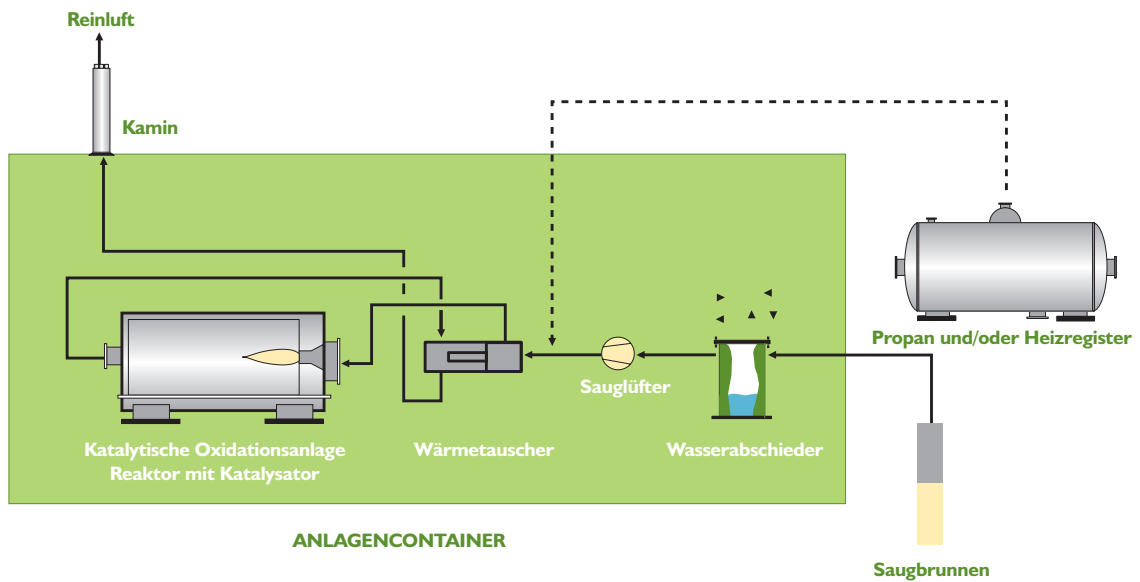 Reinluft
Kamin
Propan und/oder Heizregister
Sauglüfter
Katalytische Oxidationsanlage
Reaktor mit Katalysator
Wärmetauscher
Wasserabschieder
ANLAGENCONTAINER
Saugbrunnen